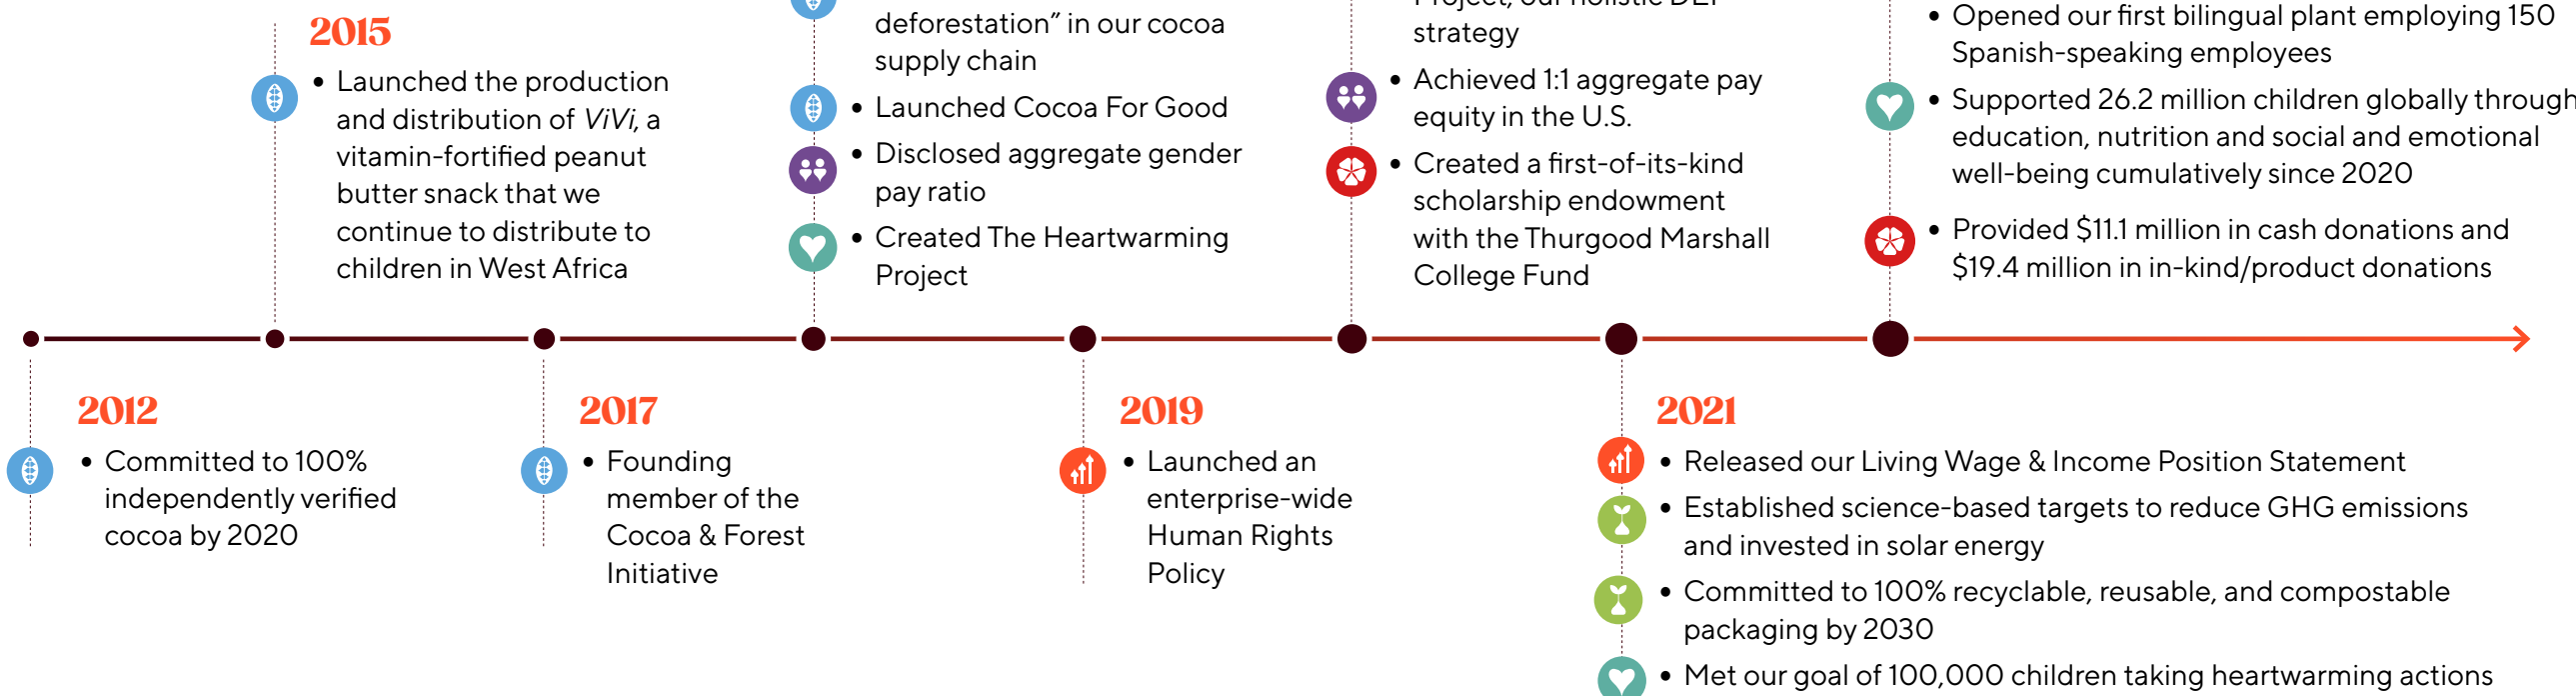 2015
• Launched the production
and distribution of ViVi, a
vitamin-fortified peanut
butter snack that we
continue to distribute to
children in West Africa
deforestation” in our cocoa
supply chain
• Launched Cocoa For Good
• Disclosed aggregate gender
pay ratio
• Created The Heartwarming
Project
Project, our holistic DEI
strategy
• Achieved 1:1 aggregate pay
equity in the U.S.
• Created a first-of-its-kind
scholarship endowment
with the Thurgood Marshall
College Fund
• Opened our first bilingual plant employing 150
Spanish-speaking employees
• Supported 26.2 million children globally through
education, nutrition and social and emotional
well-being cumulatively since 2020
• Provided $11.1 million in cash donations and
$19.4 million in in-kind/product donations
2012
• Committed to 100%
independently verified
cocoa by 2020
2017
• Founding
member of the
Cocoa & Forest
Initiative
2019
• Launched an
enterprise-wide
Human Rights
Policy
2021
• Released our Living Wage & Income Position Statement
• Established science-based targets to reduce GHG emissions
and invested in solar energy
• Committed to 100% recyclable, reusable, and compostable
packaging by 2030
• Met our goal of 100,000 children taking heartwarming actions